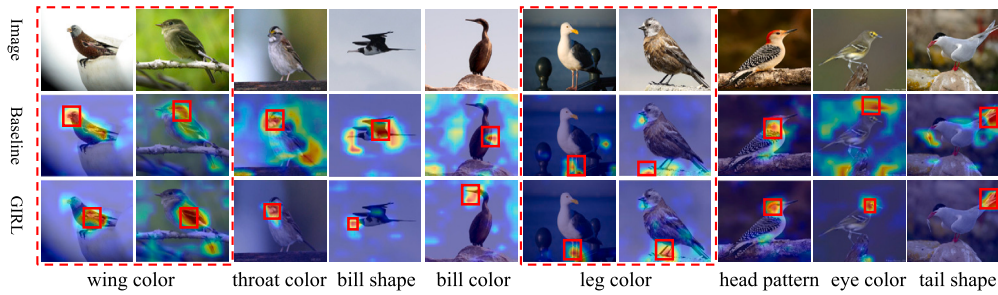 Image
Baseline
GIRL
wing color
throat color
bill shape
bill color
leg color
head pattern
eye color
tail shape